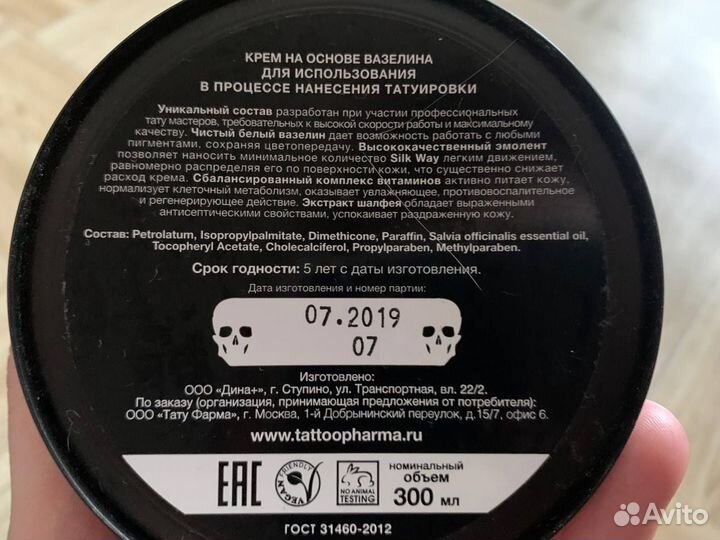 КРЕМ НА ОСНОВЕ ВАЗЕЛИНА
ДЛЯ ИСПОЛЬЗОВАНИЯ
В ПРОЦЕССЕ НАНЕСЕНИЯ ТАТУИРОВКИ
Уникальный состав разработан при участии профессиональных
тату мастеров, требовательных к высокой скорости работы и максимальному
качеству. Чистый белый вазелин дает возможность работать с любыми
пигментами, сохраняя цветопередачу. Высококачественный эмолент
позволяет наносить минимальное количество Silk Way легким движением,
равномерно распределяя его по поверхности кожи, что существенно снижает
расход крема. Сбалансированный комплекс витаминов активно питает кожу,
нормализует клеточный метаболизм, оказывает увлажняющее, противовоспалительное
и регенерирующее действие. Экстракт шалфея обладает выраженными
антисептическими свойствами, успокаивает раздраженную кожу.
Состав: Petrolatum, Isopropylpalmitate, Dimethicone, Paraffin, Salvia officinalis essential oil,
Tocopheryl Acetate, Cholecalciferol, Propylparaben, Methylparaben.
Срок годности: 5 лет с даты изготовления.
Дата изготовления и номер партии:
07.2019
07
Изготовлено:
ООО «Дина+», г. Ступино, ул. Транспортная, вл. 22/2.
По заказу (организация, принимающая предложения от потребителя):
ООО «Тату Фарма», г. Москва, 1-й Добрынинский переулок, д.15/7, офис 6.
www.tattoopharma.ru
EAC
VEGAN FRIENDLY
NO ANIMAL
TESTING
номинальный
объем
300 мл
ГОСТ 31460-2012
Avito